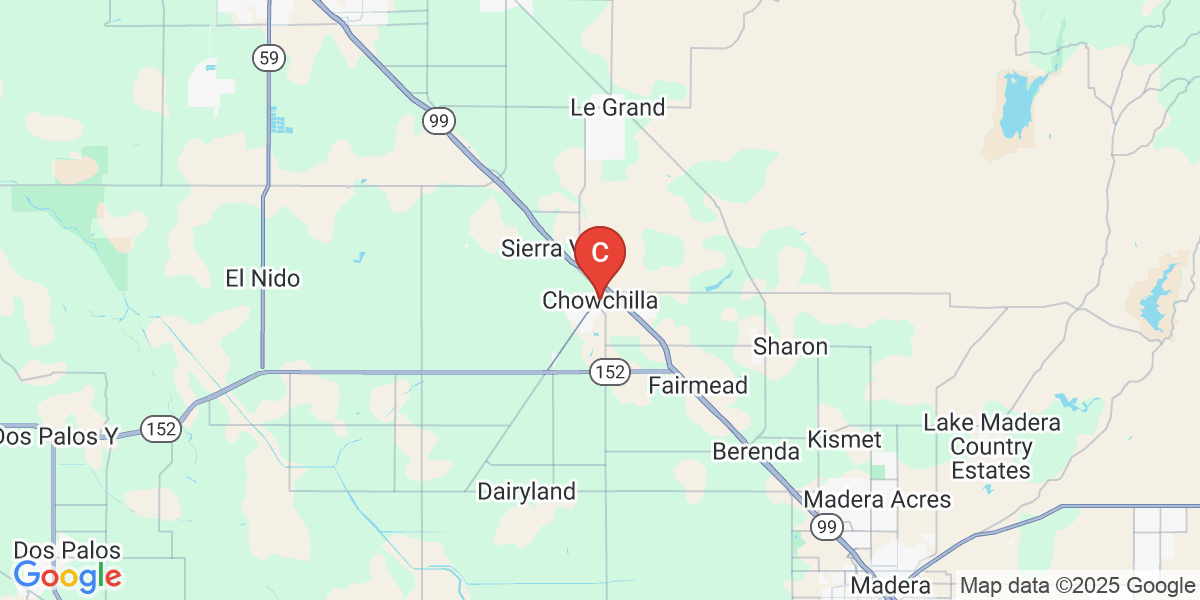 59
99
Le Grand
Sierra V
C
El Nido
Chowchilla
Sharon
152
Fairmead
Lake Madera
Country
Estates
Dos Palos Y
152
Kismet
Berenda
Dairyland
Madera Acres
99
Dos Palos
Google
Madera
Map data ©2025 Google